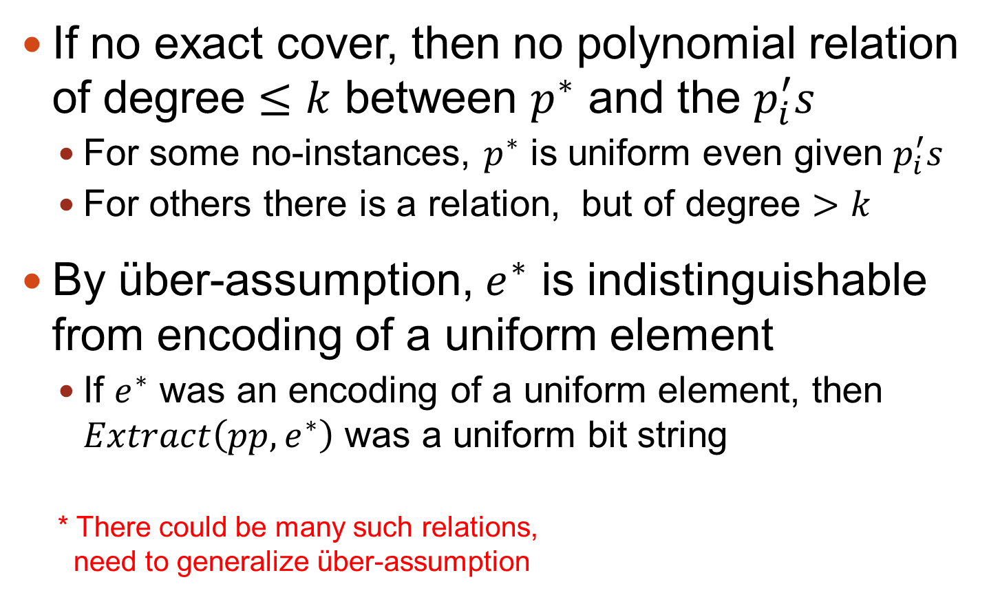 • If no exact cover, then no polynomial relation
of degree ≤ k between p* and the p′ᵢs
• For some no-instances, p* is uniform even given p′ᵢs
• For others there is a relation, but of degree > k
• By über-assumption, e* is indistinguishable
from encoding of a uniform element
• If e* was an encoding of a uniform element, then
Extract(pp, e*) was a uniform bit string
* There could be many such relations,
need to generalize über-assumption